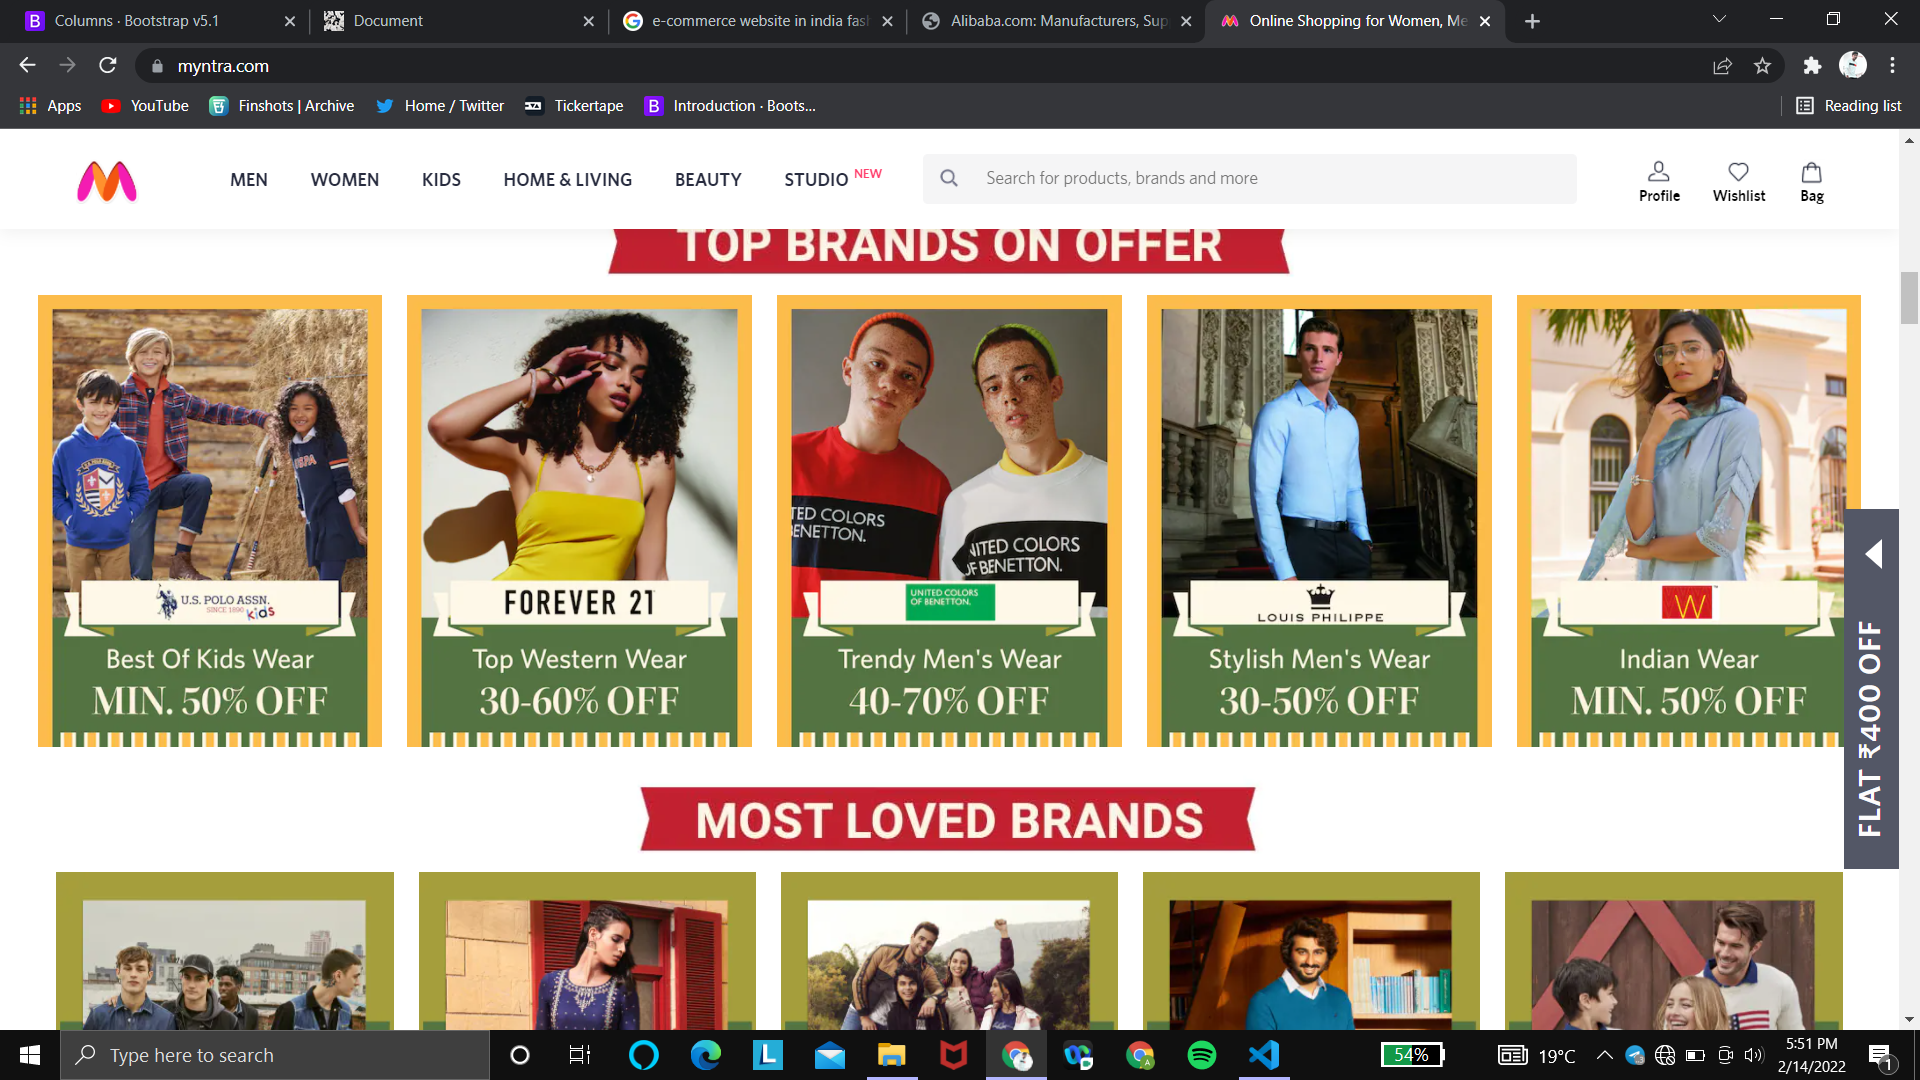 Columns · Bootstrap v5.1
Document
e-commerce website in india fas
Alibaba.com: Manufacturers, Sup
Online Shopping for Women, Me
myntra.com
Apps
YouTube
Finshots | Archive
Home / Twitter
Tickertape
Introduction · Boots...
Reading list
MEN
WOMEN
KIDS
HOME & LIVING
BEAUTY
STUDIO NEW
Search for products, brands and more
Profile
Wishlist
Bag
TOP BRANDS ON OFFER
TED COLORS
BENETTON.
NITED COLORS
OF BENETTON.
U.S. POLO ASSN.
SINCE 1890
kids
Best Of Kids Wear
MIN. 50% OFF
FOREVER 21
Top Western Wear
30-60% OFF
UNITED COLORS
OF BENETTON.
Trendy Men's Wear
40-70% OFF
LOUIS PHILIPPE
Stylish Men's Wear
30-50% OFF
W
Indian Wear
MIN. 50% OFF
FLAT ₹400 OFF
MOST LOVED BRANDS
Type here to search
54%
19°C
5:51 PM
2/14/2022
1